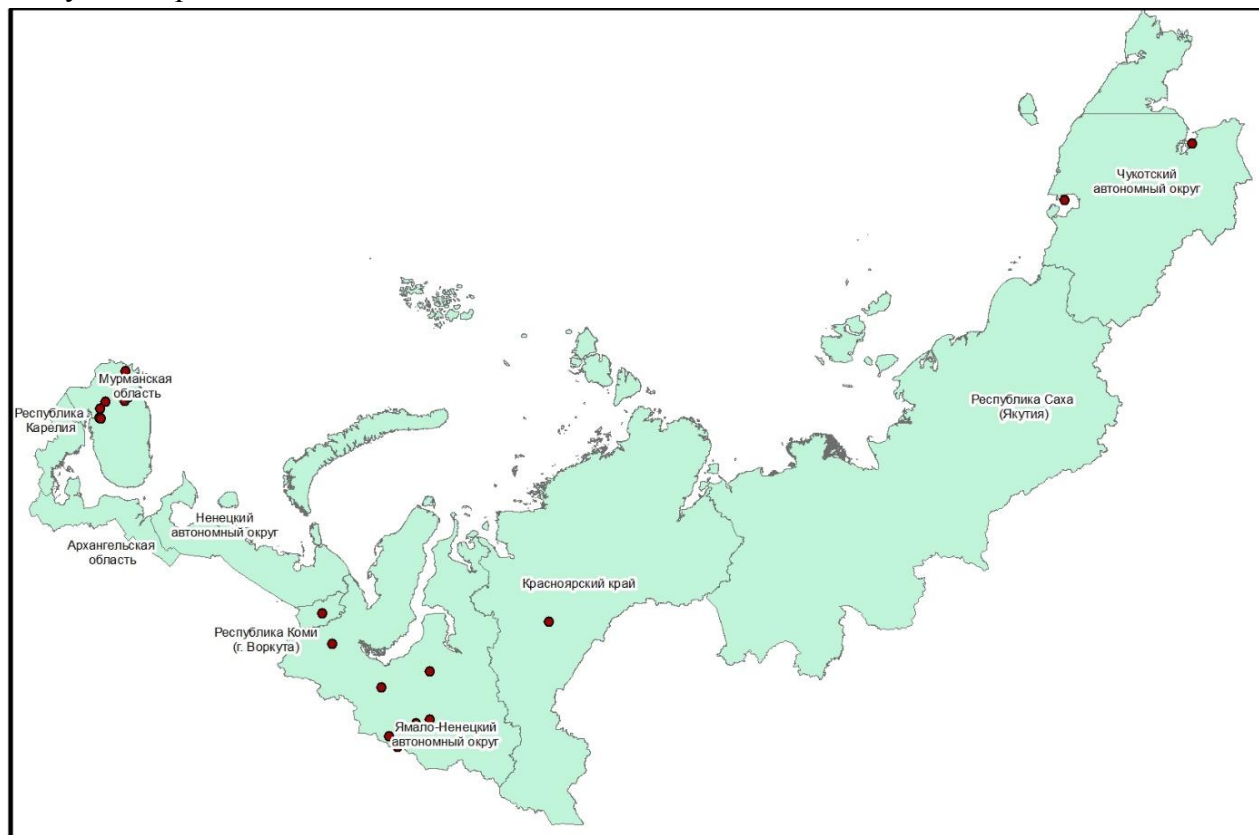 Чукотский
автономный округ
Мурманская
область
Республика
Карелия
Республика Саха
(Якутия)
Ненецкий
автономный округ
Архангельская
область
Красноярский край
Республика Коми
(г. Воркута)
Ямало-Ненецкий
автономный округ